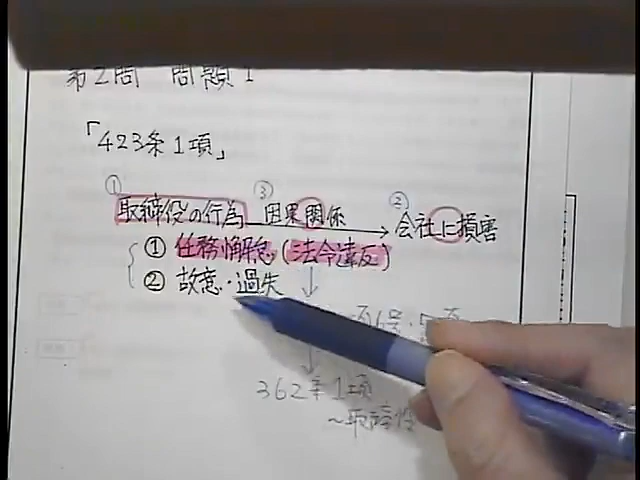 第2問 問題1
「423条1項」
① ③ ②
取締役の行為 因果関係 会社に損害
① 任務懈怠(法令違反)
② 故意・過失
362条1項